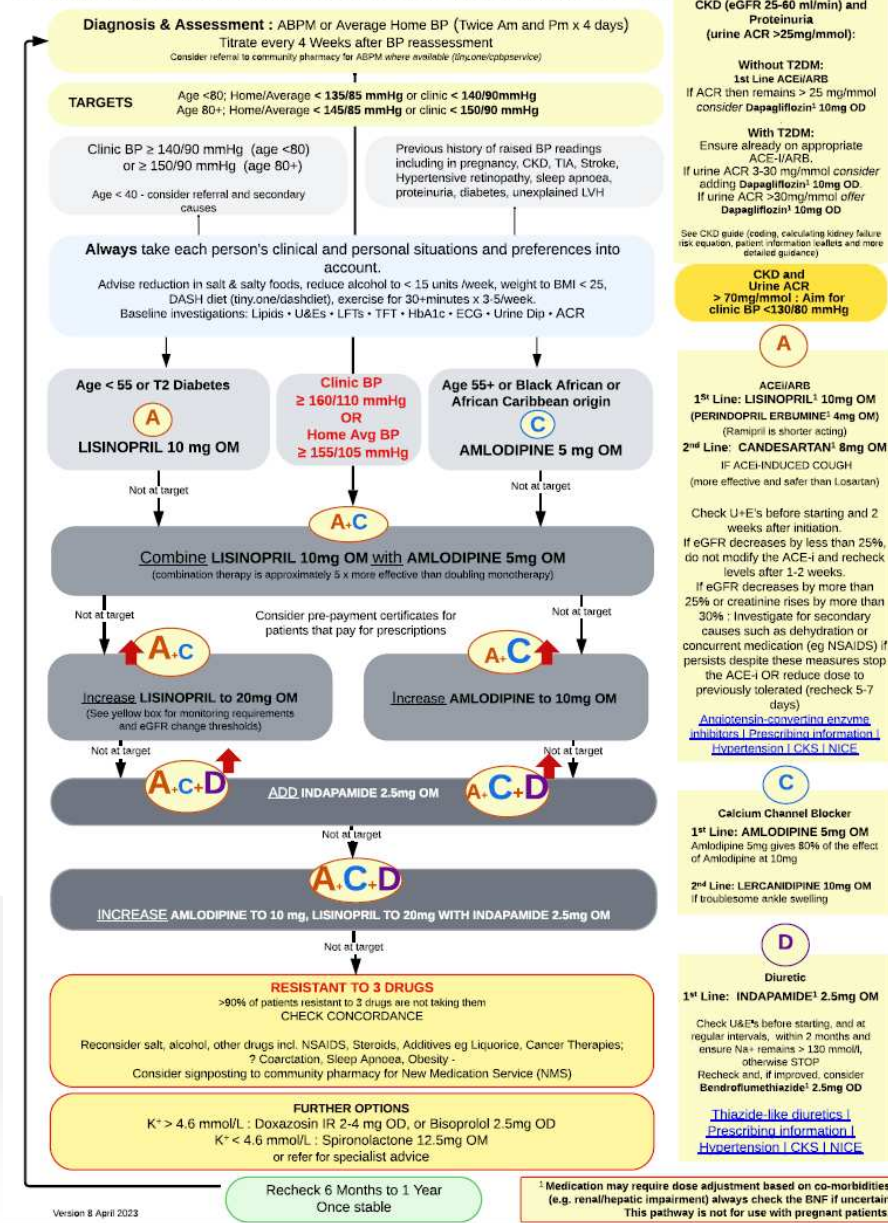 Diagnosis & Assessment : ABPM or Average Home BP (Twice Am and Pm x 4 days)
Titrate every 4 Weeks after BP reassessment
Consider referral to community pharmacy for ABPM where available (tiny.one/cpbpservice)
TARGETS
Age <80; Home/Average < 135/85 mmHg or clinic < 140/90mmHg
Age 80+; Home/Average < 145/85 mmHg or clinic < 150/90 mmHg
Clinic BP ≥ 140/90 mmHg (age <80)
or ≥ 150/90 mmHg (age 80+)
Age < 40 - consider referral and secondary
causes
Previous history of raised BP readings
including in pregnancy, CKD, TIA, Stroke,
Hypertensive retinopathy, sleep apnoea,
proteinuria, diabetes, unexplained LVH
Always take each person's clinical and personal situations and preferences into
account.
Advise reduction in salt & salty foods, reduce alcohol to < 15 units /week, weight to BMI < 25,
DASH diet (tiny.one/dashdiet), exercise for 30+minutes x 3-5/week.
Baseline investigations: Lipids • U&Es • LFTs • TFT • HbA1c • ECG • Urine Dip • ACR
Age < 55 or T2 Diabetes
A
LISINOPRIL 10 mg OM
Clinic BP
≥ 160/110 mmHg
OR
Home Avg BP
≥ 155/105 mmHg
Age 55+ or Black African or
African Caribbean origin
C
AMLODIPINE 5 mg OM
Not at target
Not at target
A+C
Combine LISINOPRIL 10mg OM with AMLODIPINE 5mg OM
(combination therapy is approximately 5 x more effective than doubling monotherapy)
Not at target
Consider pre-payment certificates for
patients that pay for prescriptions
Not at target
A+C
Increase LISINOPRIL to 20mg OM
(See yellow box for monitoring requirements
and eGFR change thresholds)
A+C
Increase AMLODIPINE to 10mg OM
Not at target
Not at target
A+C+D
ADD INDAPAMIDE 2.5mg OM
A+C+D
Not at target
A+C+D
INCREASE AMLODIPINE TO 10 mg, LISINOPRIL TO 20mg WITH INDAPAMIDE 2.5mg OM
Not at target
RESISTANT TO 3 DRUGS
>90% of patients resistant to 3 drugs are not taking them
CHECK CONCORDANCE
Reconsider salt, alcohol, other drugs incl. NSAIDS, Steroids, Additives eg Liquorice, Cancer Therapies;
? Coarctation, Sleep Apnoea, Obesity -
Consider signposting to community pharmacy for New Medication Service (NMS)
FURTHER OPTIONS
K⁺ > 4.6 mmol/L : Doxazosin IR 2-4 mg OD, or Bisoprolol 2.5mg OD
K⁺ < 4.6 mmol/L : Spironolactone 12.5mg OM
or refer for specialist advice
Recheck 6 Months to 1 Year
Once stable
Version 8 April 2023
CKD (eGFR 25-60 ml/min) and
Proteinuria
(urine ACR >25mg/mmol):
Without T2DM:
1st Line ACEi/ARB
If ACR then remains > 25 mg/mmol
consider Dapagliflozin¹ 10mg OD
With T2DM:
Ensure already on appropriate
ACE-I/ARB.
If urine ACR 3-30 mg/mmol consider
adding Dapagliflozin¹ 10mg OD.
If urine ACR >30mg/mmol offer
Dapagliflozin¹ 10mg OD
See CKD guide (coding, calculating kidney failure
risk equation, patient information leaflets and more
detailed guidance)
CKD and
Urine ACR
> 70mg/mmol : Aim for
clinic BP <130/80 mmHg
A
ACEi/ARB
1ˢᵗ Line: LISINOPRIL¹ 10mg OM
(PERINDOPRIL ERBUMINE¹ 4mg OM)
(Ramipril is shorter acting)
2ⁿᵈ Line: CANDESARTAN¹ 8mg OM
IF ACEi-INDUCED COUGH
(more effective and safer than Losartan)
Check U+E's before starting and 2
weeks after initiation.
If eGFR decreases by less than 25%,
do not modify the ACE-i and recheck
levels after 1-2 weeks.
If eGFR decreases by more than
25% or creatinine rises by more than
30% : Investigate for secondary
causes such as dehydration or
concurrent medication (eg NSAIDS) if
persists despite these measures stop
the ACE-i OR reduce dose to
previously tolerated (recheck 5-7
days)
Angiotensin-converting enzyme
inhibitors | Prescribing information |
Hypertension | CKS | NICE
C
Calcium Channel Blocker
1ˢᵗ Line: AMLODIPINE 5mg OM
Amlodipine 5mg gives 80% of the effect
of Amlodipine at 10mg
2ⁿᵈ Line: LERCANIDIPINE 10mg OM
If troublesome ankle swelling
D
Diuretic
1ˢᵗ Line: INDAPAMIDE¹ 2.5mg OM
Check U&E's before starting, and at
regular intervals, within 2 months and
ensure Na+ remains > 130 mmol/l,
otherwise STOP
Recheck and, if improved, consider
Bendroflumethiazide¹ 2.5mg OD
Thiazide-like diuretics |
Prescribing information |
Hypertension | CKS | NICE
¹ Medication may require dose adjustment based on co-morbidities
(e.g. renal/hepatic impairment) always check the BNF if uncertain
This pathway is not for use with pregnant patients